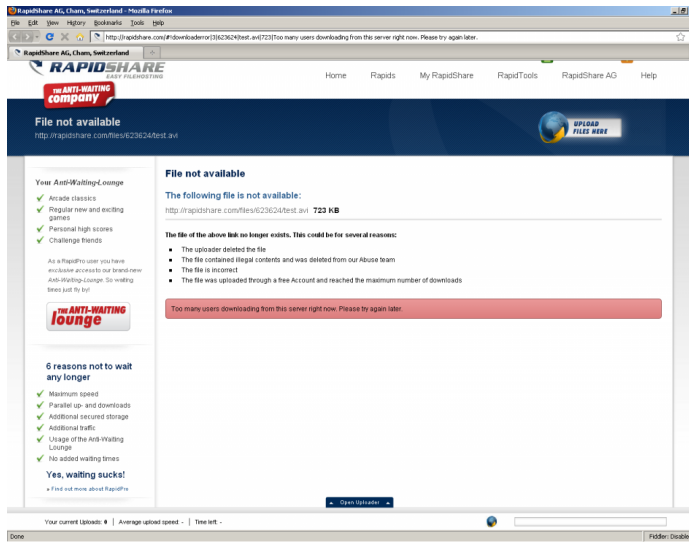 RapidShare AG, Cham, Switzerland - Mozilla Firefox
File Edit View History Bookmarks Tools Help
http://rapidshare.com/#!downloaderror|3|623624|test.avi|723|Too many users downloading from this server right now. Please try again later.
RapidShare AG, Cham, Switzerland
RAPIDSHARE
EASY FILEHOSTING
THE ANTI-WAITING
company
Home Rapids My RapidShare RapidTools RapidShare AG Help
File not available
http://rapidshare.com/files/623624/test.avi
UPLOAD
FILES HERE
Your Anti-Waiting-Lounge
Arcade classics
Regular new and exciting
games
Personal high scores
Challenge friends
As a RapidPro user you have
exclusive access to our brand-new
Anti-Waiting-Lounge. So waiting
times just fly by!
THE ANTI-WAITING
lounge
6 reasons not to wait
any longer
Maximum speed
Parallel up- and downloads
Additional secured storage
Additional traffic
Usage of the Anti-Waiting
Lounge
No added waiting times
Yes, waiting sucks!
Find out more about RapidPro
File not available
The following file is not available:
http://rapidshare.com/files/623624/test.avi 723 KB
The file of the above link no longer exists. This could be for several reasons:
The uploader deleted the file
The file contained illegal contents and was deleted from our Abuse team
The file is incorrect
The file was uploaded through a free Account and reached the maximum number of downloads
Too many users downloading from this server right now. Please try again later.
Open Uploader
Your current Uploads: 0 | Average upload speed - | Time left: -
Done
Fiddler: Disable